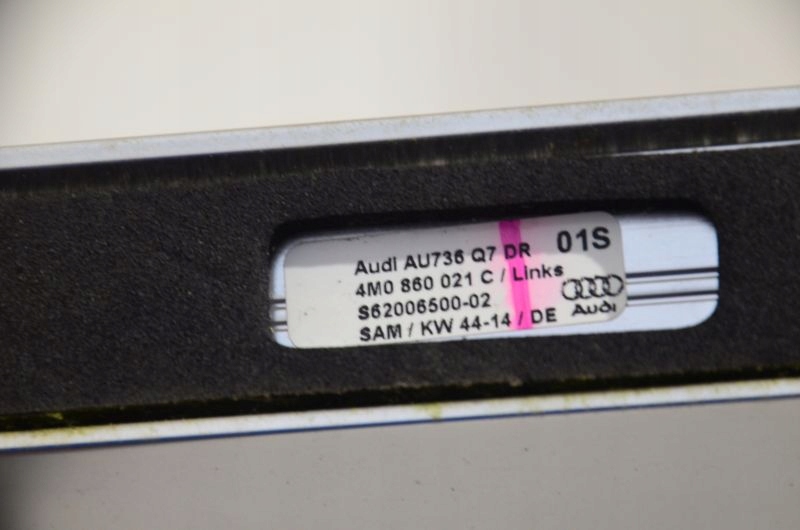 Audi AU736 Q7 DR 01S
4M0 860 021 C / Links
S62006500-02
SAM / KW 44-14 / DE
Audi